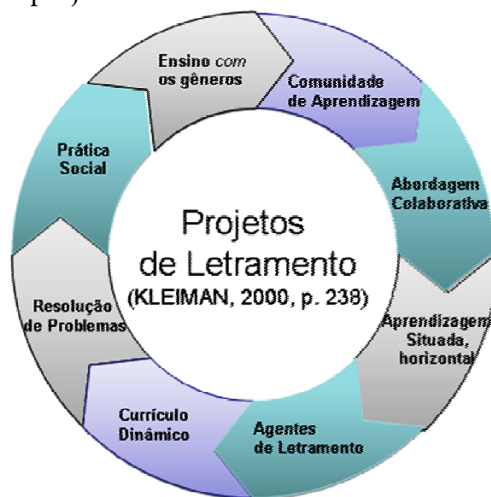 Ensino com
os gêneros
Comunidade
de Aprendizagem
Abordagem
Colaborativa
Aprendizagem
Situada,
horizontal
Agentes
de Letramento
Currículo
Dinâmico
Resolução
de Problemas
Prática
Social
Projetos
de Letramento
(KLEIMAN, 2000, p. 238)